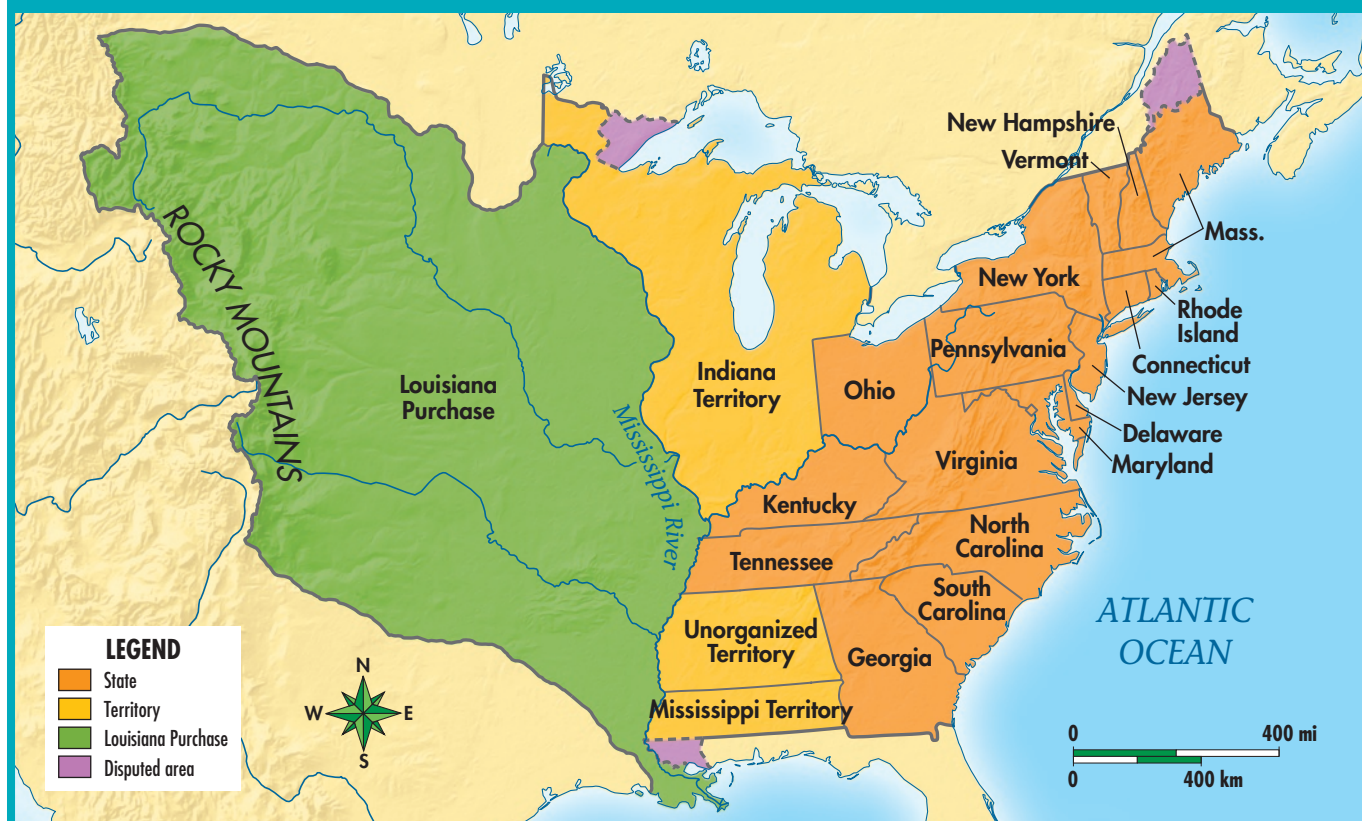 New Hampshire
Vermont
Mass.
New York
Rhode
Island
Connecticut
Pennsylvania
New Jersey
Delaware
Maryland
ROCKY MOUNTAINS
Louisiana
Purchase
Mississippi River
Indiana
Territory
Ohio
Virginia
Kentucky
North
Carolina
Tennessee
South
Carolina
Unorganized
Territory
Georgia
Mississippi Territory
ATLANTIC
OCEAN
LEGEND
State
Territory
Louisiana Purchase
Disputed area
N
W E
S
0 400 mi
0 400 km